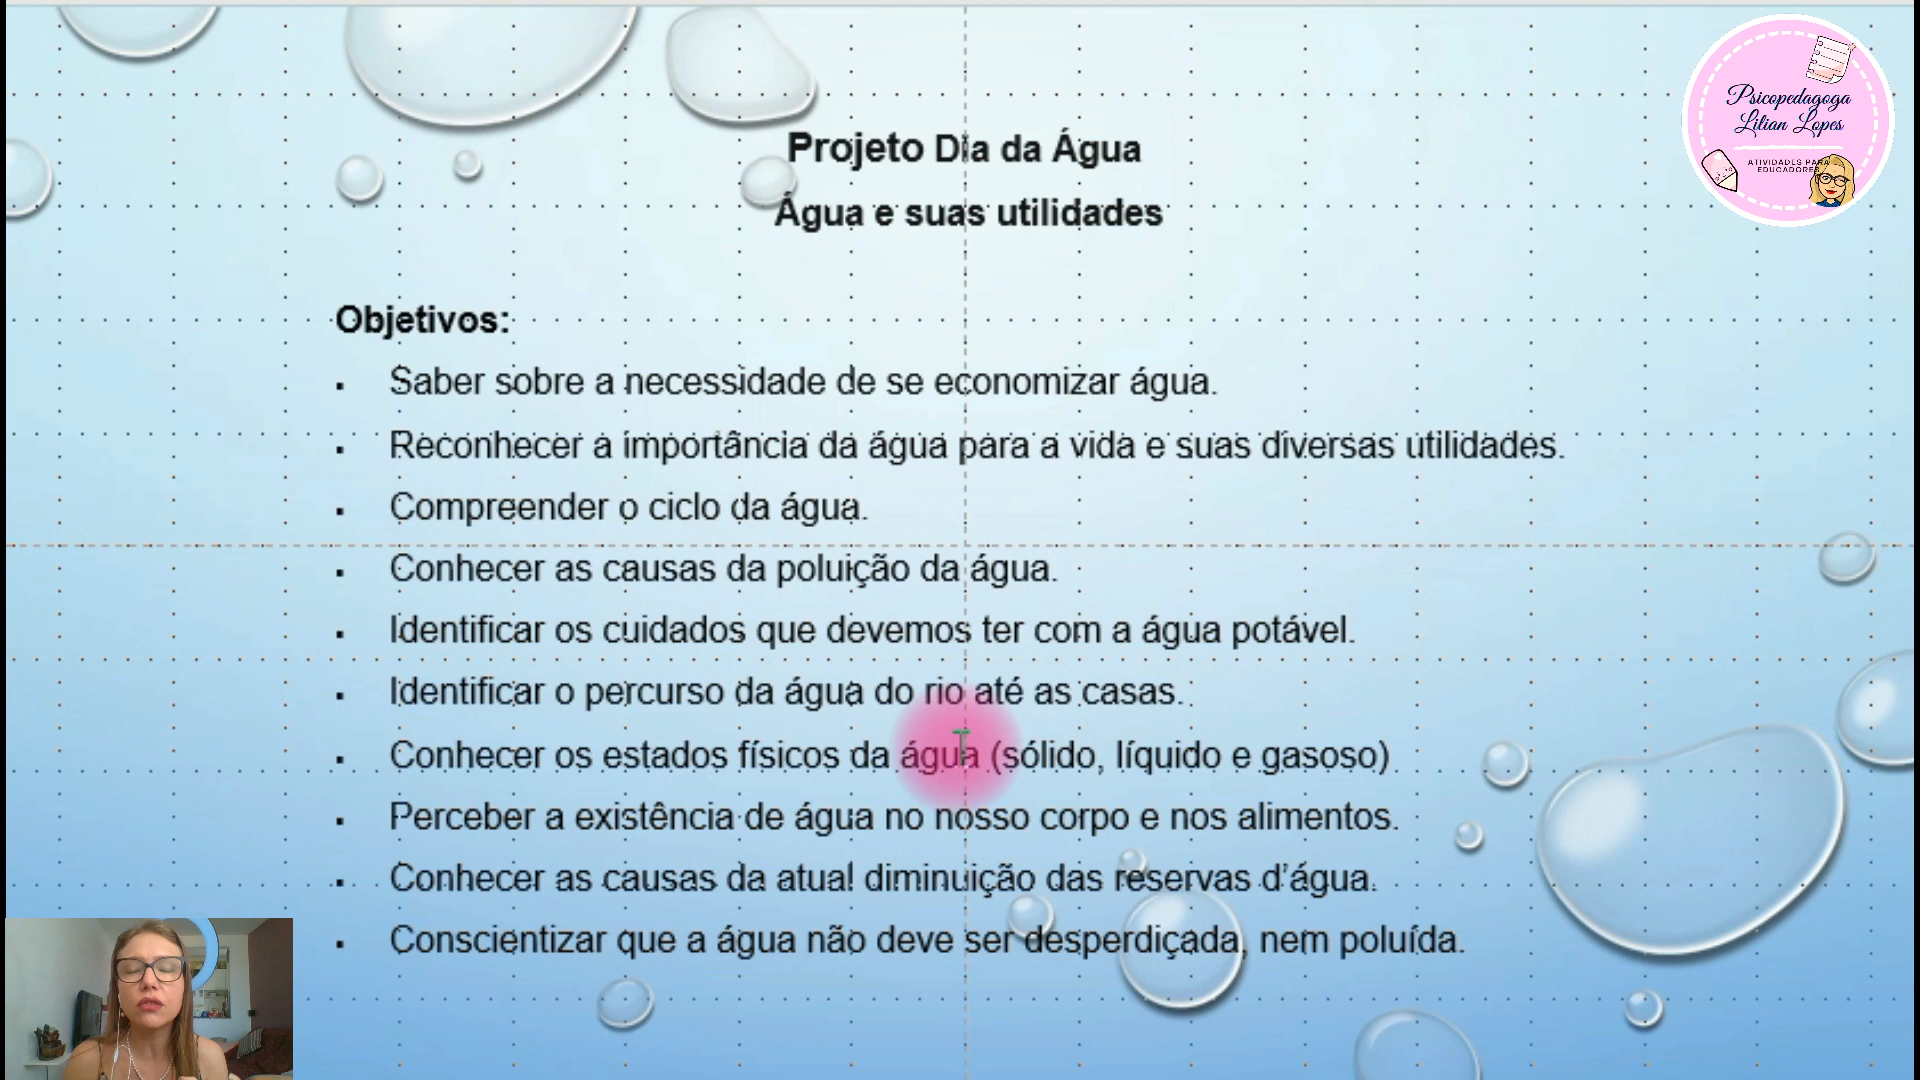 Psicopedagoga
Lilian Lopes
ATIVIDADES PARA
EDUCADORES
Projeto Dia da Água
Água e suas utilidades
Objetivos:
▪ Saber sobre a necessidade de se economizar água.
▪ Reconhecer a importância da água para a vida e suas diversas utilidades.
▪ Compreender o ciclo da água.
▪ Conhecer as causas da poluição da água.
▪ Identificar os cuidados que devemos ter com a água potável.
▪ Identificar o percurso da água do rio até as casas.
▪ Conhecer os estados físicos da água (sólido, líquido e gasoso)
▪ Perceber a existência de água no nosso corpo e nos alimentos.
▪ Conhecer as causas da atual diminuição das reservas d’água.
▪ Conscientizar que a água não deve ser desperdiçada, nem poluída.